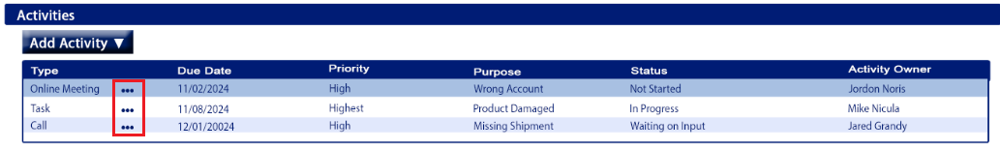 Activities
Add Activity ▼
Type Due Date Priority Purpose Status Activity Owner
Online Meeting ••• 11/02/2024 High Wrong Account Not Started Jordon Noris
Task ••• 11/08/2024 Highest Product Damaged In Progress Mike Nicula
Call ••• 12/01/20024 High Missing Shipment Waiting on Input Jared Grandy